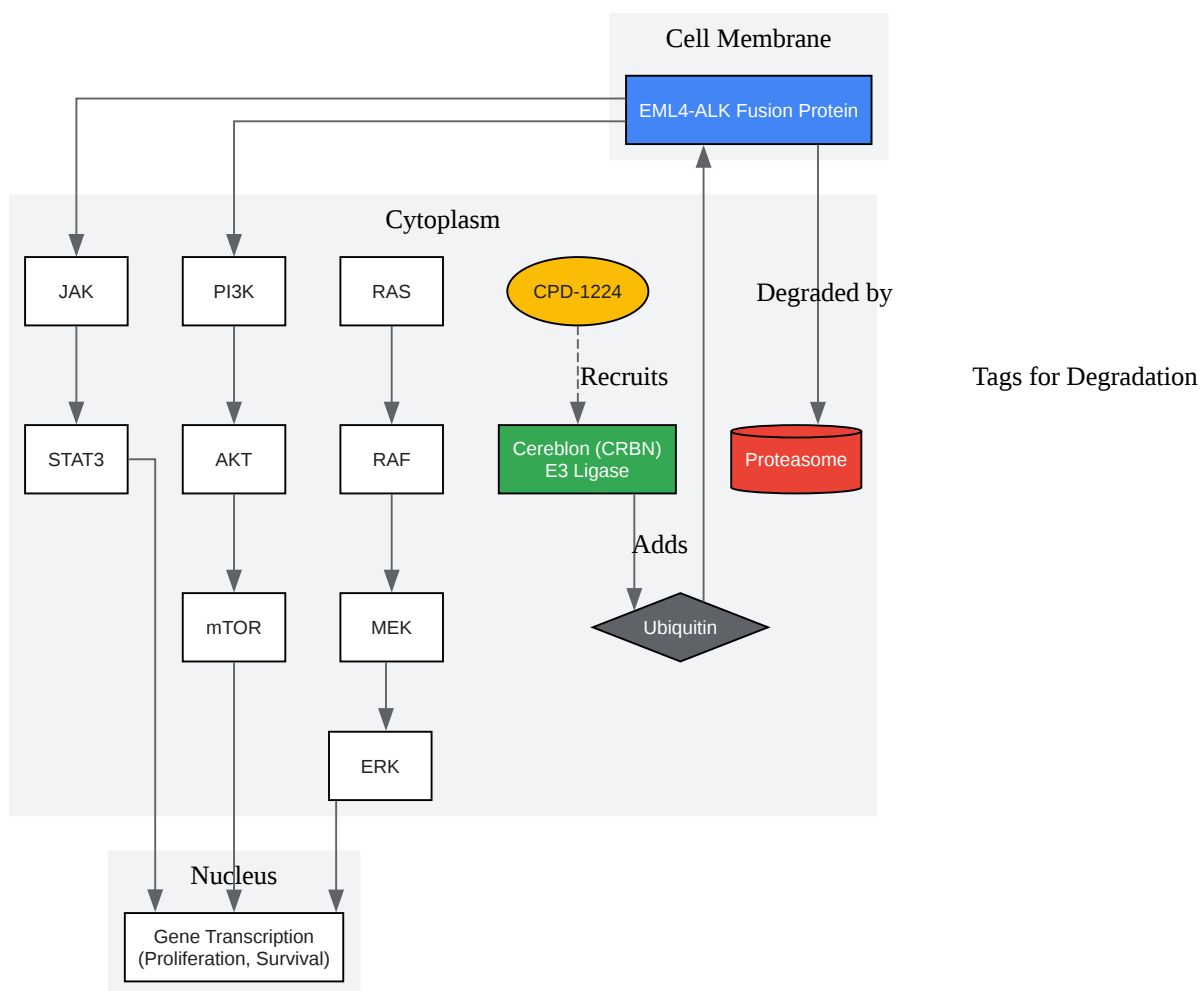 Cell Membrane
EML4-ALK Fusion Protein
Cytoplasm
JAK
PI3K
RAS
CPD-1224
Degraded by
Recruits
Tags for Degradation
STAT3
AKT
RAF
Cereblon (CRBN)
E3 Ligase
Proteasome
Adds
mTOR
MEK
Ubiquitin
ERK
Nucleus
Gene Transcription
(Proliferation, Survival)